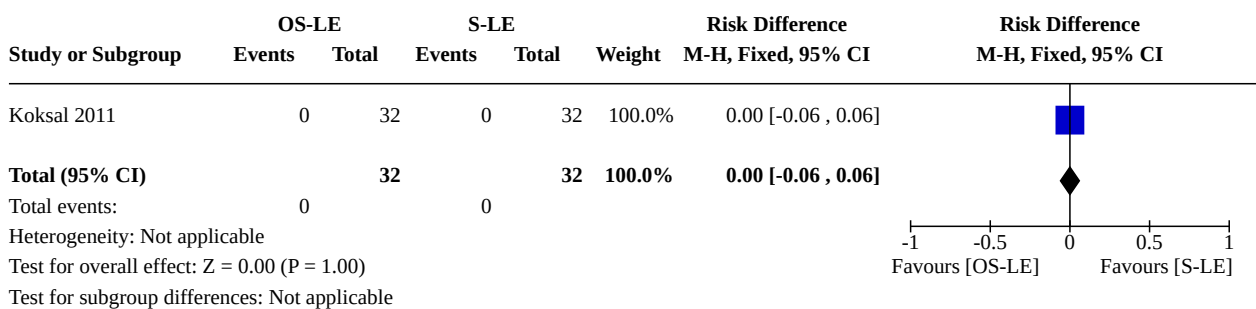 OS-LE S-LE Risk Difference Risk Difference
Study or Subgroup Events Total Events Total Weight M-H, Fixed, 95% CI M-H, Fixed, 95% CI
Koksal 2011 0 32 0 32 100.0% 0.00 [-0.06 , 0.06]
Total (95% CI) 32 32 100.0% 0.00 [-0.06 , 0.06]
Total events: 0 0
Heterogeneity: Not applicable
-1 -0.5 0 0.5 1
Test for overall effect: Z = 0.00 (P = 1.00) Favours [OS-LE] Favours [S-LE]
Test for subgroup differences: Not applicable